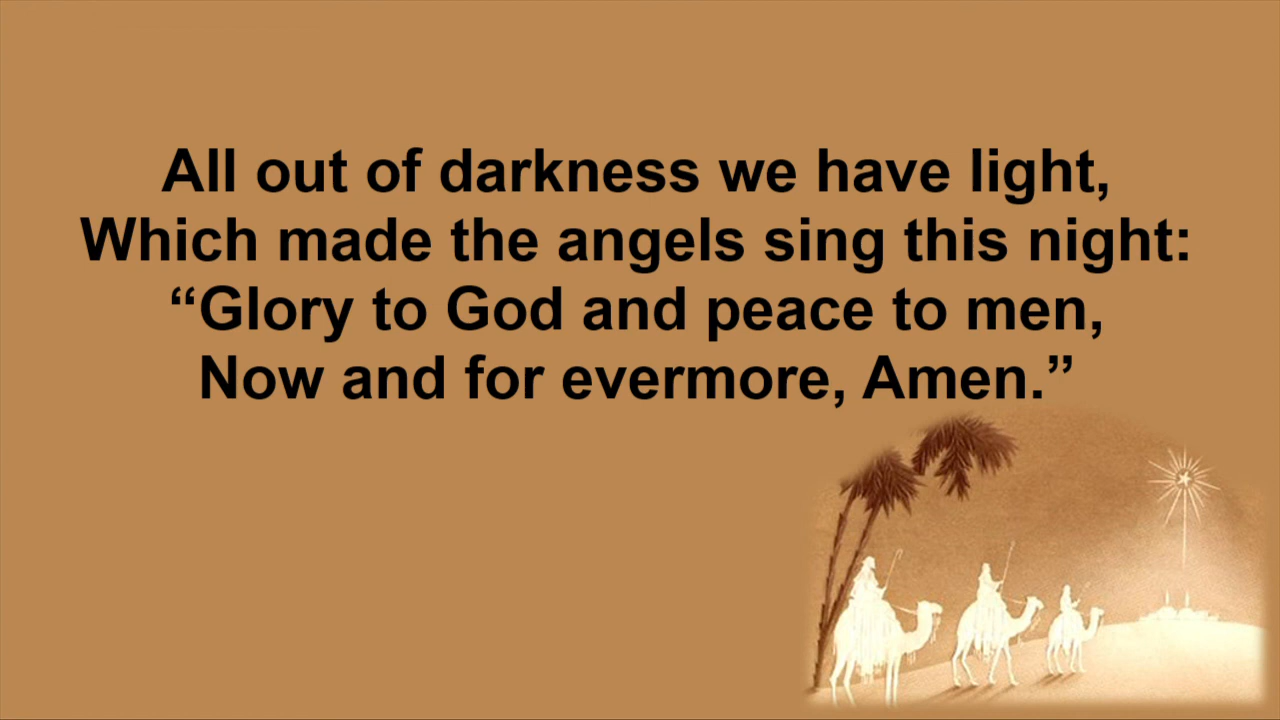 All out of darkness we have light,
Which made the angels sing this night:
“Glory to God and peace to men,
Now and for evermore, Amen.”